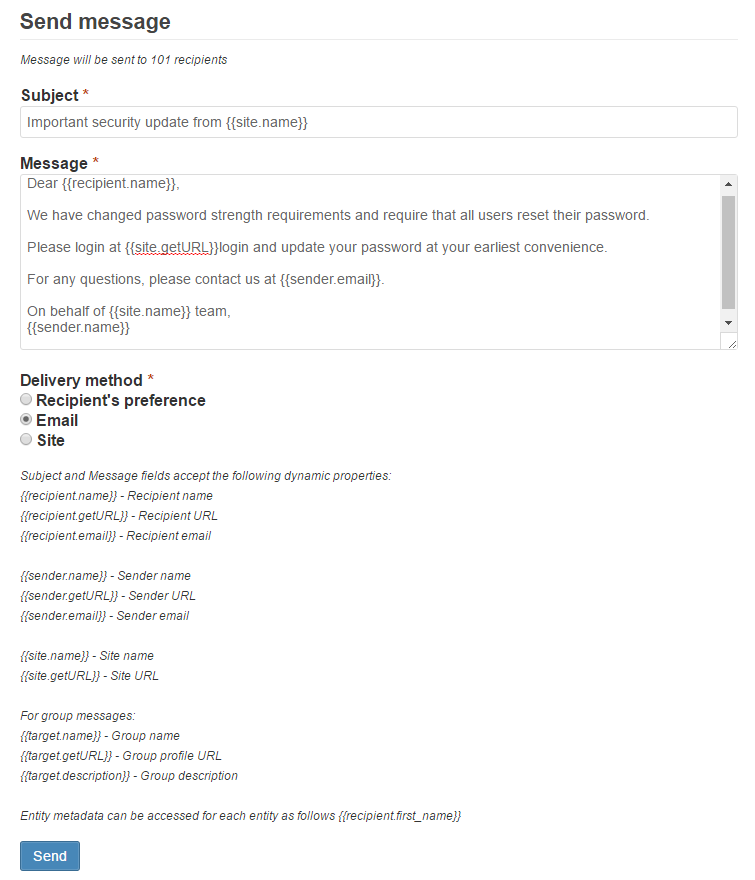 Send message
Message will be sent to 101 recipients
Subject *
Important security update from {{site.name}}
Message *
Dear {{recipient.name}},
We have changed password strength requirements and require that all users reset their password.
Please login at {{site.getURL}}login and update your password at your earliest convenience.
For any questions, please contact us at {{sender.email}}.
On behalf of {{site.name}} team,
{{sender.name}}
Delivery method *
Recipient's preference
Email
Site
Subject and Message fields accept the following dynamic properties:
{{recipient.name}} - Recipient name
{{recipient.getURL}} - Recipient URL
{{recipient.email}} - Recipient email
{{sender.name}} - Sender name
{{sender.getURL}} - Sender URL
{{sender.email}} - Sender email
{{site.name}} - Site name
{{site.getURL}} - Site URL
For group messages:
{{target.name}} - Group name
{{target.getURL}} - Group profile URL
{{target.description}} - Group description
Entity metadata can be accessed for each entity as follows {{recipient.first_name}}
Send